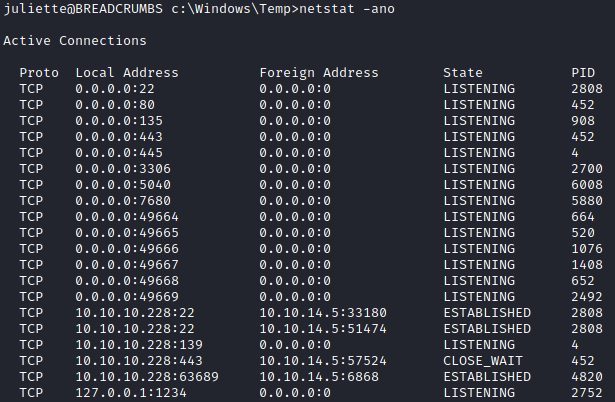 juliette@BREADCRUMBS c:\Windows\Temp>netstat -ano
Active Connections
Proto Local Address Foreign Address State PID
TCP 0.0.0.0:22 0.0.0.0:0 LISTENING 2808
TCP 0.0.0.0:80 0.0.0.0:0 LISTENING 452
TCP 0.0.0.0:135 0.0.0.0:0 LISTENING 908
TCP 0.0.0.0:443 0.0.0.0:0 LISTENING 452
TCP 0.0.0.0:445 0.0.0.0:0 LISTENING 4
TCP 0.0.0.0:3306 0.0.0.0:0 LISTENING 2700
TCP 0.0.0.0:5040 0.0.0.0:0 LISTENING 6008
TCP 0.0.0.0:7680 0.0.0.0:0 LISTENING 5880
TCP 0.0.0.0:49664 0.0.0.0:0 LISTENING 664
TCP 0.0.0.0:49665 0.0.0.0:0 LISTENING 520
TCP 0.0.0.0:49666 0.0.0.0:0 LISTENING 1076
TCP 0.0.0.0:49667 0.0.0.0:0 LISTENING 1408
TCP 0.0.0.0:49668 0.0.0.0:0 LISTENING 652
TCP 0.0.0.0:49669 0.0.0.0:0 LISTENING 2492
TCP 10.10.10.228:22 10.10.14.5:33180 ESTABLISHED 2808
TCP 10.10.10.228:22 10.10.14.5:51474 ESTABLISHED 2808
TCP 10.10.10.228:139 0.0.0.0:0 LISTENING 4
TCP 10.10.10.228:443 10.10.14.5:57524 CLOSE_WAIT 452
TCP 10.10.10.228:63689 10.10.14.5:6868 ESTABLISHED 4820
TCP 127.0.0.1:1234 0.0.0.0:0 LISTENING 2752